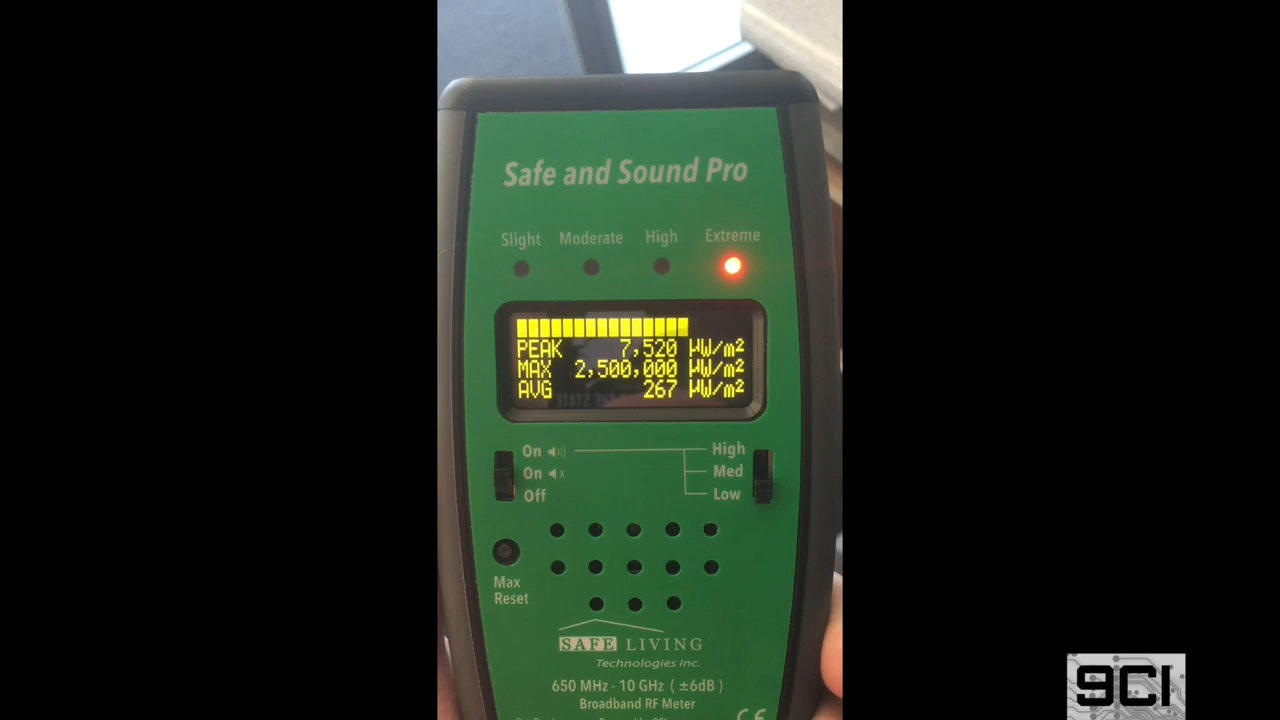 Safe and Sound Pro
Slight Moderate High Extreme
PEAK 7,520 μW/m²
MAX 2,500,000 μW/m²
AVG 267 μW/m²
On High
On Med
Off Low
Max
Reset
SAFE LIVING
Technologies Inc.
650 MHz - 10 GHz ( ±6dB )
Broadband RF Meter
CE
9CI